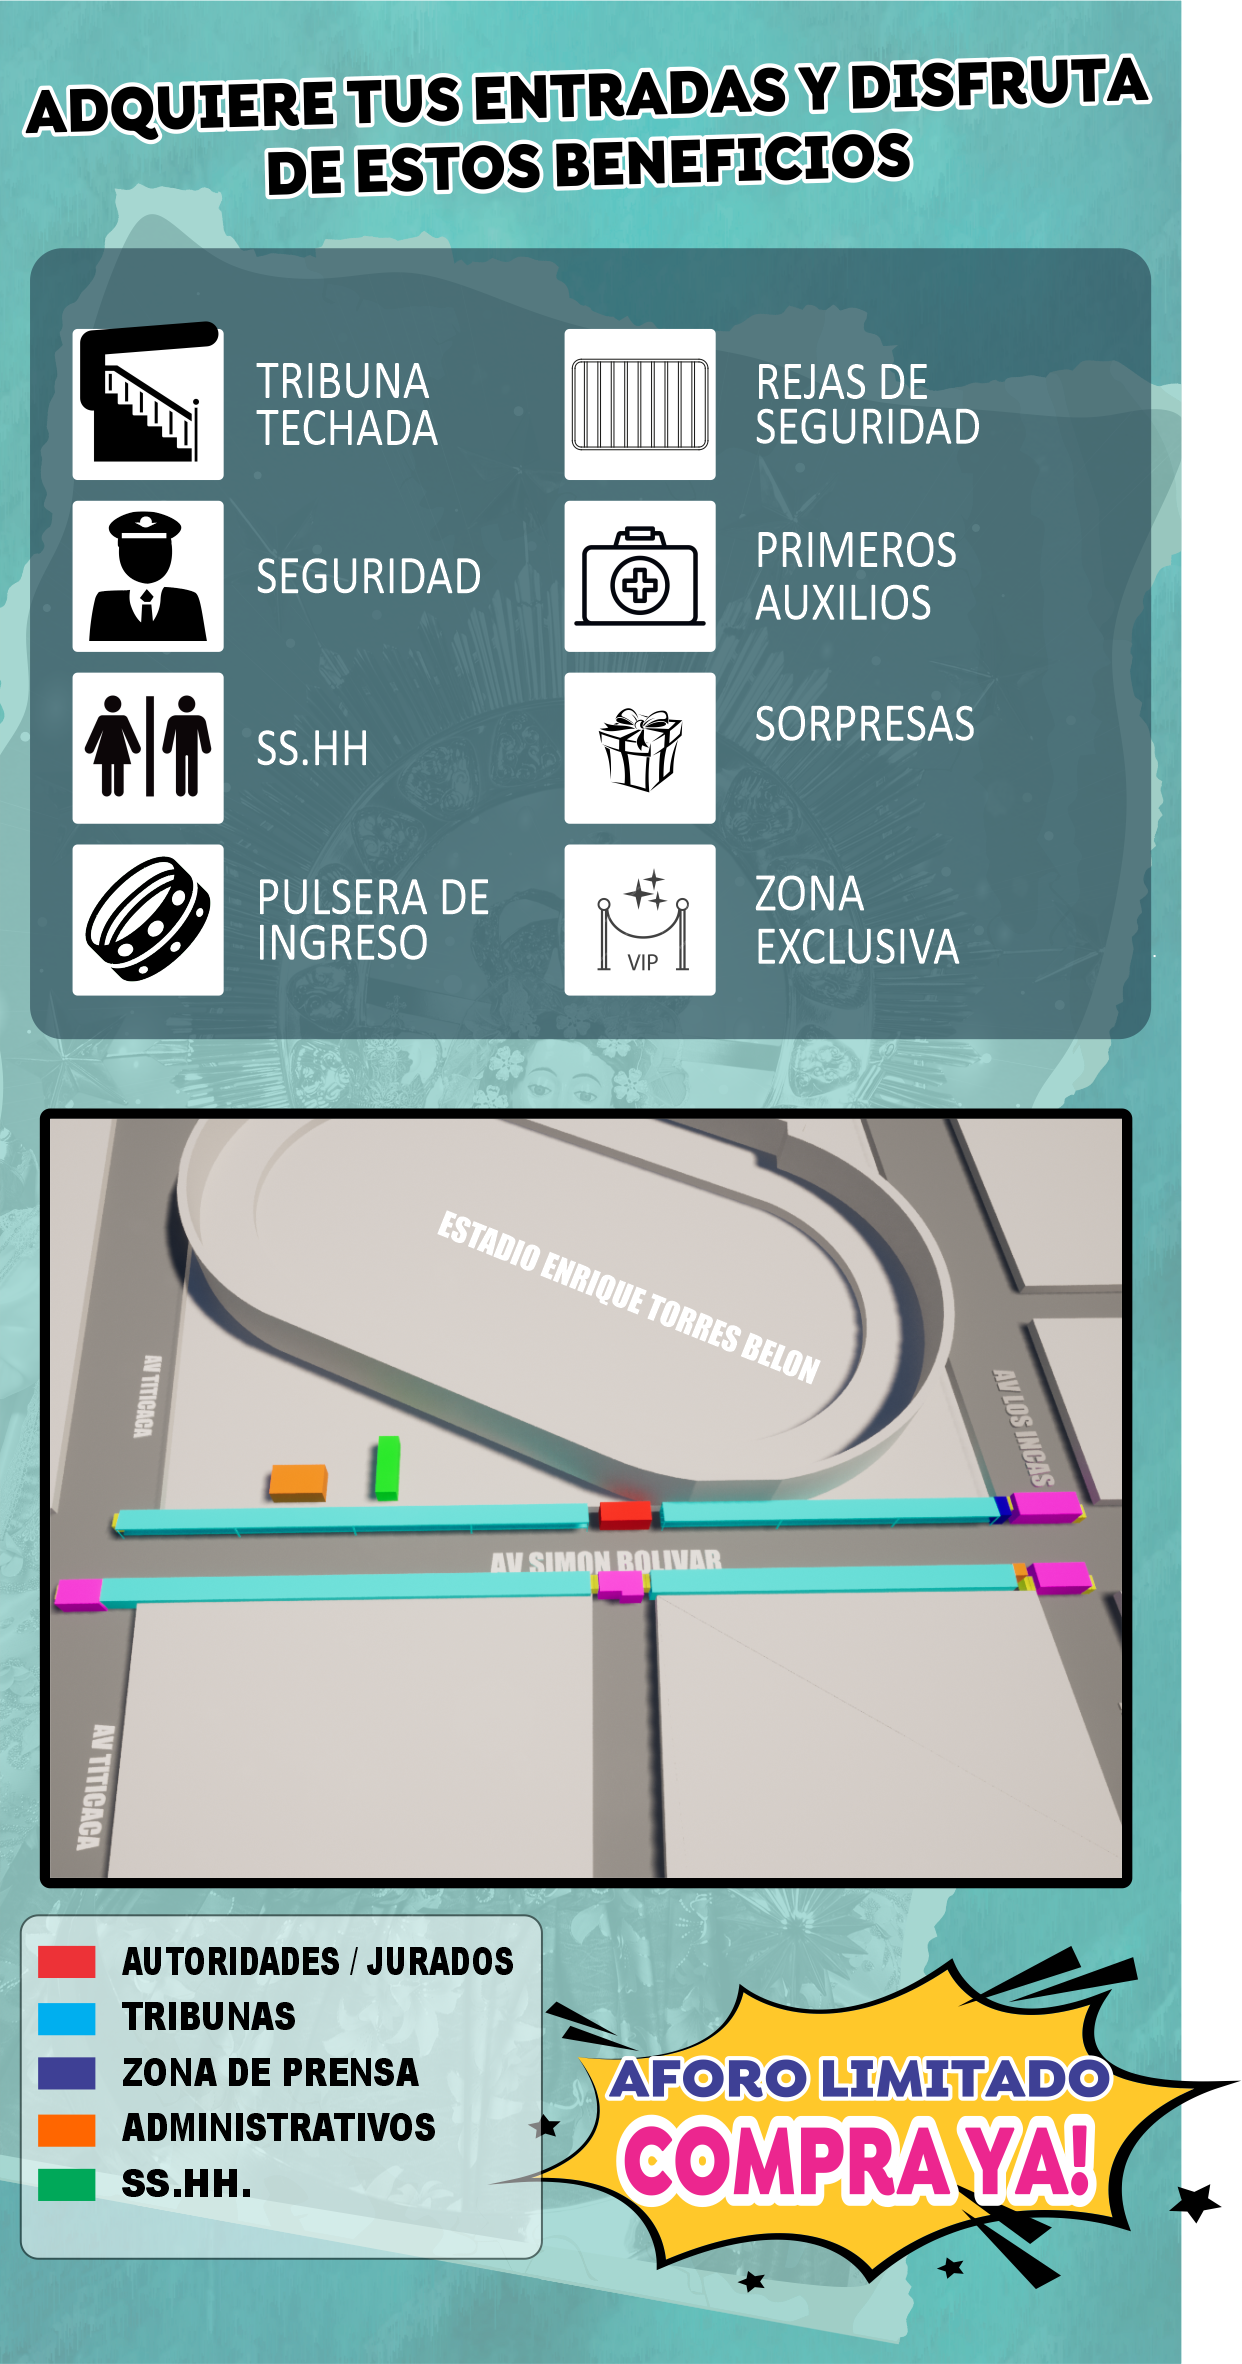 ADQUIERE TUS ENTRADAS Y DISFRUTA
DE ESTOS BENEFICIOS
TRIBUNA
TECHADA
REJAS DE
SEGURIDAD
SEGURIDAD
PRIMEROS
AUXILIOS
SS.HH
SORPRESAS
PULSERA DE
INGRESO
VIP
ZONA
EXCLUSIVA
ESTADIO ENRIQUE TORRES BELON
AV TITICACA
AV LOS INCAS
AV SIMON BOLIVAR
AV TITICACA
AUTORIDADES / JURADOS
TRIBUNAS
ZONA DE PRENSA
ADMINISTRATIVOS
SS.HH.
AFORO LIMITADO
COMPRA YA!